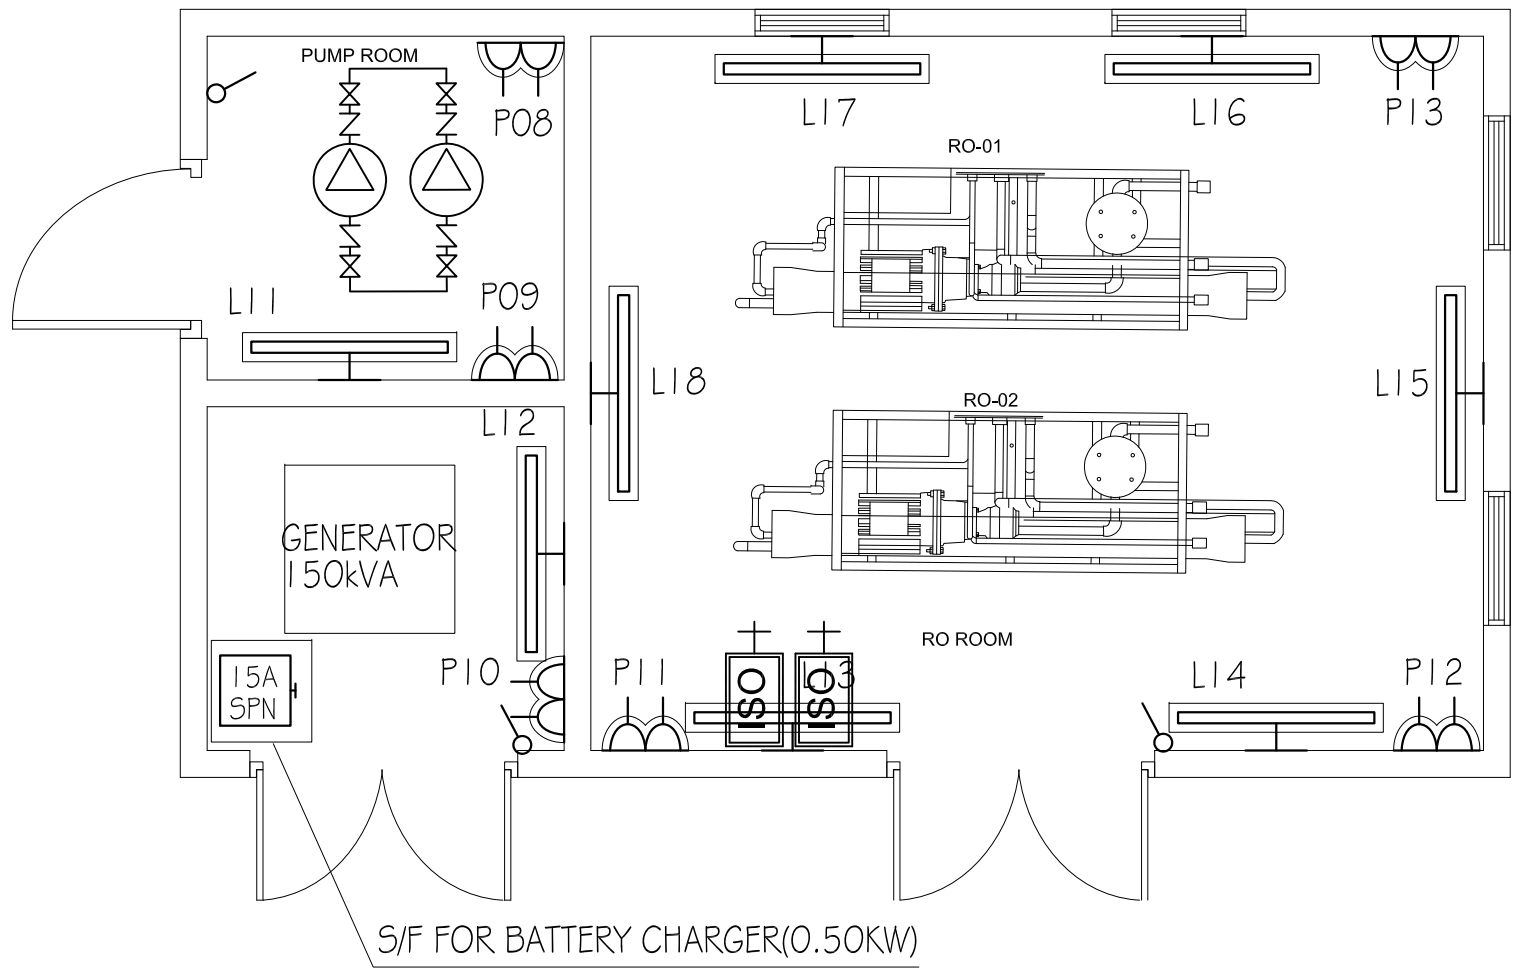 PUMP ROOM
P08
L17
L16
P13
RO-01
L11
P09
L18
L15
RO-02
L12
GENERATOR
150kVA
RO ROOM
15A
SPN
P10
P11
ISO
ISO
L13
L14
P12
S/F FOR BATTERY CHARGER(0.50KW)